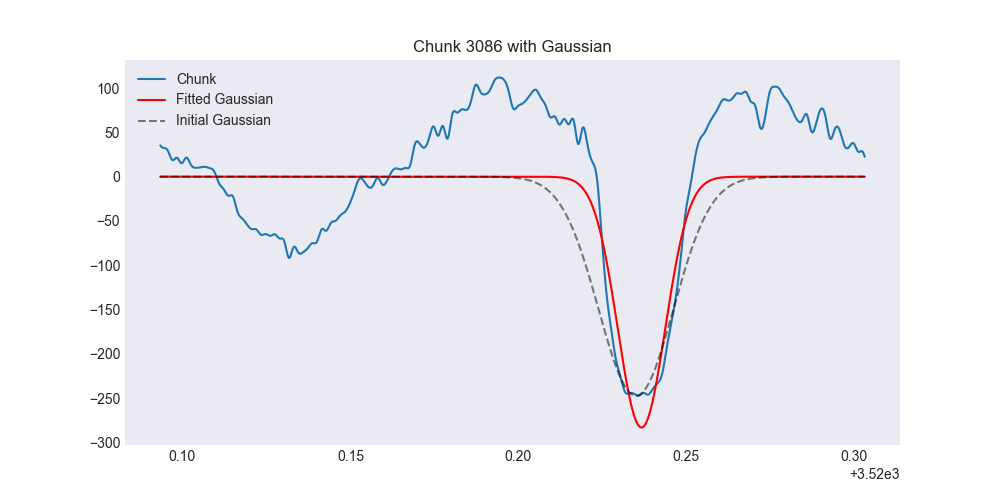 Chunk 3086 with Gaussian
Chunk
Fitted Gaussian
Initial Gaussian
100
50
0
−50
−100
−150
−200
−250
−300
0.10 0.15 0.20 0.25 0.30
+3.52e3